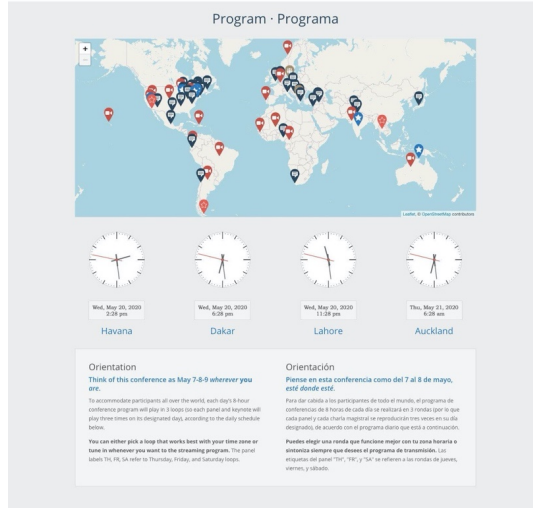 Program · Programa
+
−
Leaflet, © OpenStreetMap contributors
Wed, May 20, 2020
2:28 pm
Havana
Wed, May 20, 2020
6:28 pm
Dakar
Wed, May 20, 2020
11:28 pm
Lahore
Thu, May 21, 2020
6:28 am
Auckland
Orientation
Think of this conference as May 7-8-9 wherever you
are.
To accommodate participants all over the world, each day's 8-hour
conference program will play in 3 loops (so each panel and keynote will
play three times on its designated day), according to the daily schedule
below.
You can either pick a loop that works best with your time zone or
tune in whenever you want to the streaming program. The panel
labels TH, FR, SA refer to Thursday, Friday, and Saturday loops.
Orientación
Piense en esta conferencia como del 7 al 8 de mayo,
esté donde esté.
Para dar cabida a los participantes de todo el mundo, el programa de
conferencias de 8 horas de cada día se realizará en 3 rondas (por lo que
cada panel y cada charla magistral se reproducirán tres veces en su día
designado), de acuerdo con el programa diario que está a continuación.
Puedes elegir una ronda que funcione mejor con tu zona horaria o
sintoniza siempre que desees el programa de transmisión. Las
etiquetas del panel "TH", "FR", y "SA" se refieren a las rondas de jueves,
viernes, y sábado.